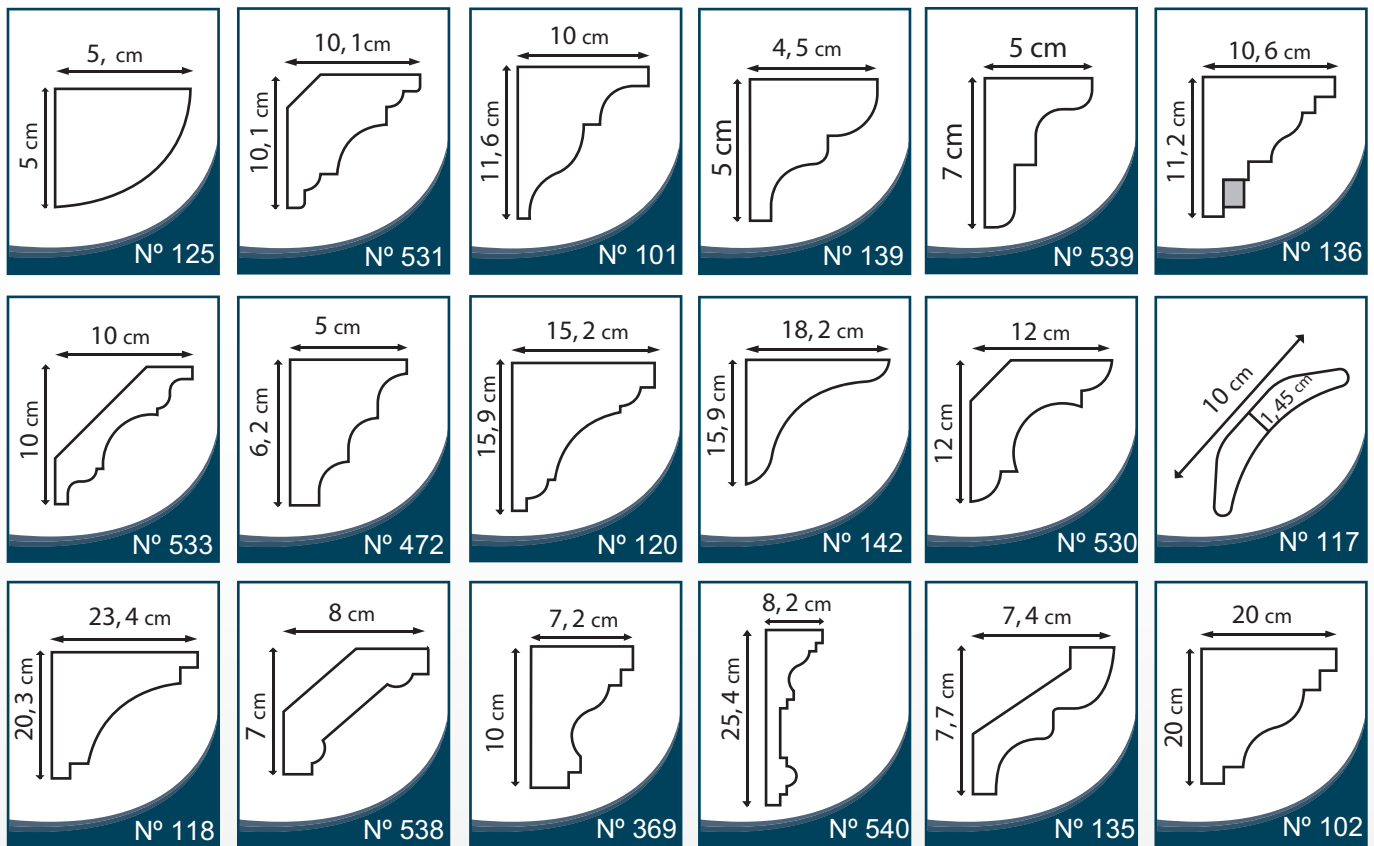 5, cm
5 cm
Nº 125
10, 1cm
10, 1 cm
Nº 531
10 cm
11, 6 cm
Nº 101
4, 5 cm
5 cm
Nº 139
5 cm
7 cm
Nº 539
10, 6 cm
11, 2 cm
Nº 136
10 cm
10 cm
Nº 533
5 cm
6, 2 cm
Nº 472
15, 2 cm
15, 9 cm
Nº 120
18, 2 cm
15, 9 cm
Nº 142
12 cm
12 cm
Nº 530
10 cm
1, 45 cm
Nº 117
23, 4 cm
20, 3 cm
Nº 118
8 cm
7 cm
Nº 538
7, 2 cm
10 cm
Nº 369
8, 2 cm
25, 4 cm
Nº 540
7, 4 cm
7, 7 cm
Nº 135
20 cm
20 cm
Nº 102